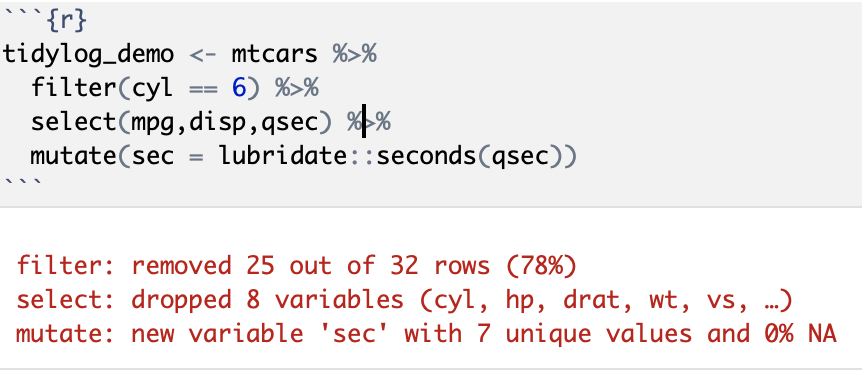 ```{r}
tidylog_demo <- mtcars %>%
  filter(cyl == 6) %>%
  select(mpg,disp,qsec) %>%
  mutate(sec = lubridate::seconds(qsec))
```
filter: removed 25 out of 32 rows (78%)
select: dropped 8 variables (cyl, hp, drat, wt, vs, …)
mutate: new variable 'sec' with 7 unique values and 0% NA